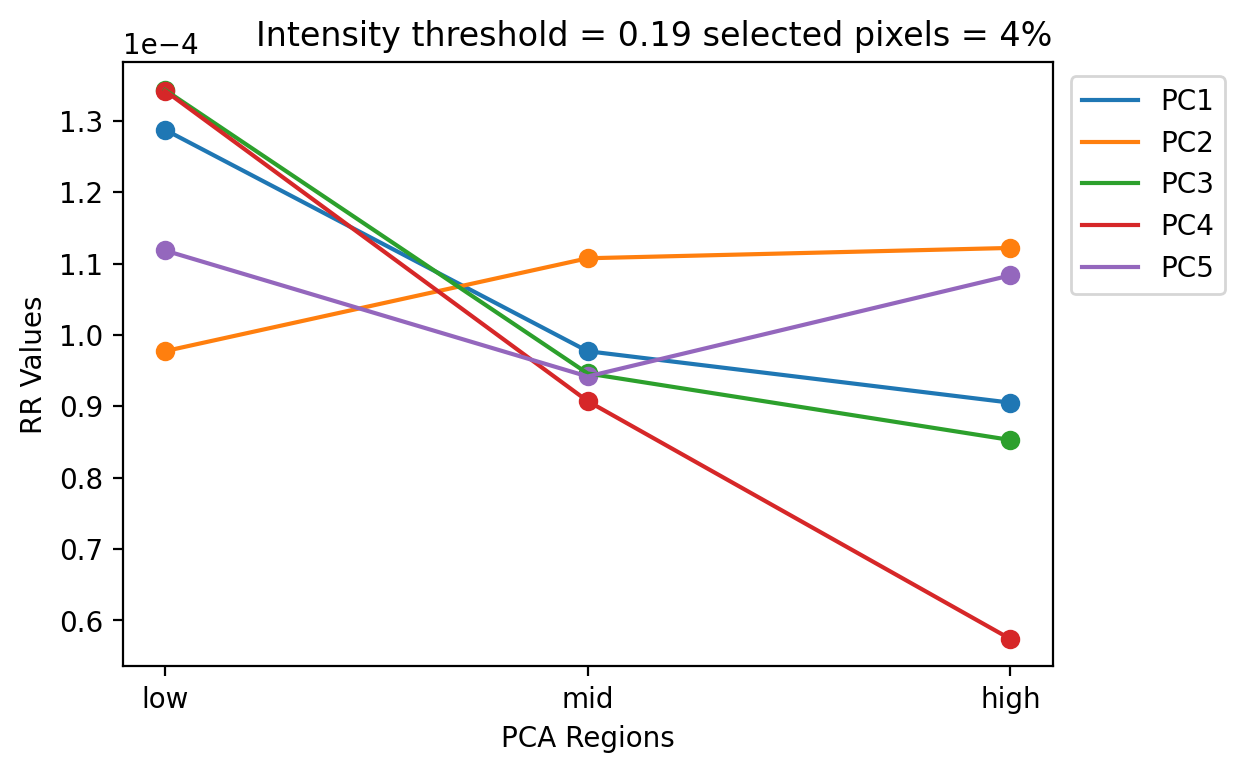 Intensity threshold = 0.19 selected pixels = 4%
1e−4
1.3
1.2
1.1
1.0
0.9
0.8
0.7
0.6
RR Values
low mid high
PCA Regions
PC1
PC2
PC3
PC4
PC5